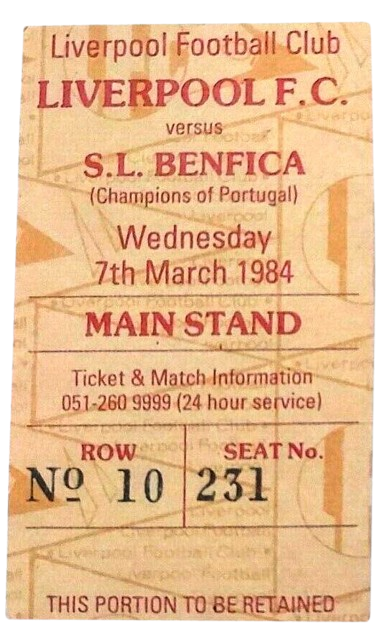 Liverpool Football Club
LIVERPOOL F.C.
versus
S.L. BENFICA
(Champions of Portugal)
Wednesday
7th March 1984
MAIN STAND
Ticket & Match Information
051-260 9999 (24 hour service)
ROW SEAT No.
Nº 10 231
THIS PORTION TO BE RETAINED